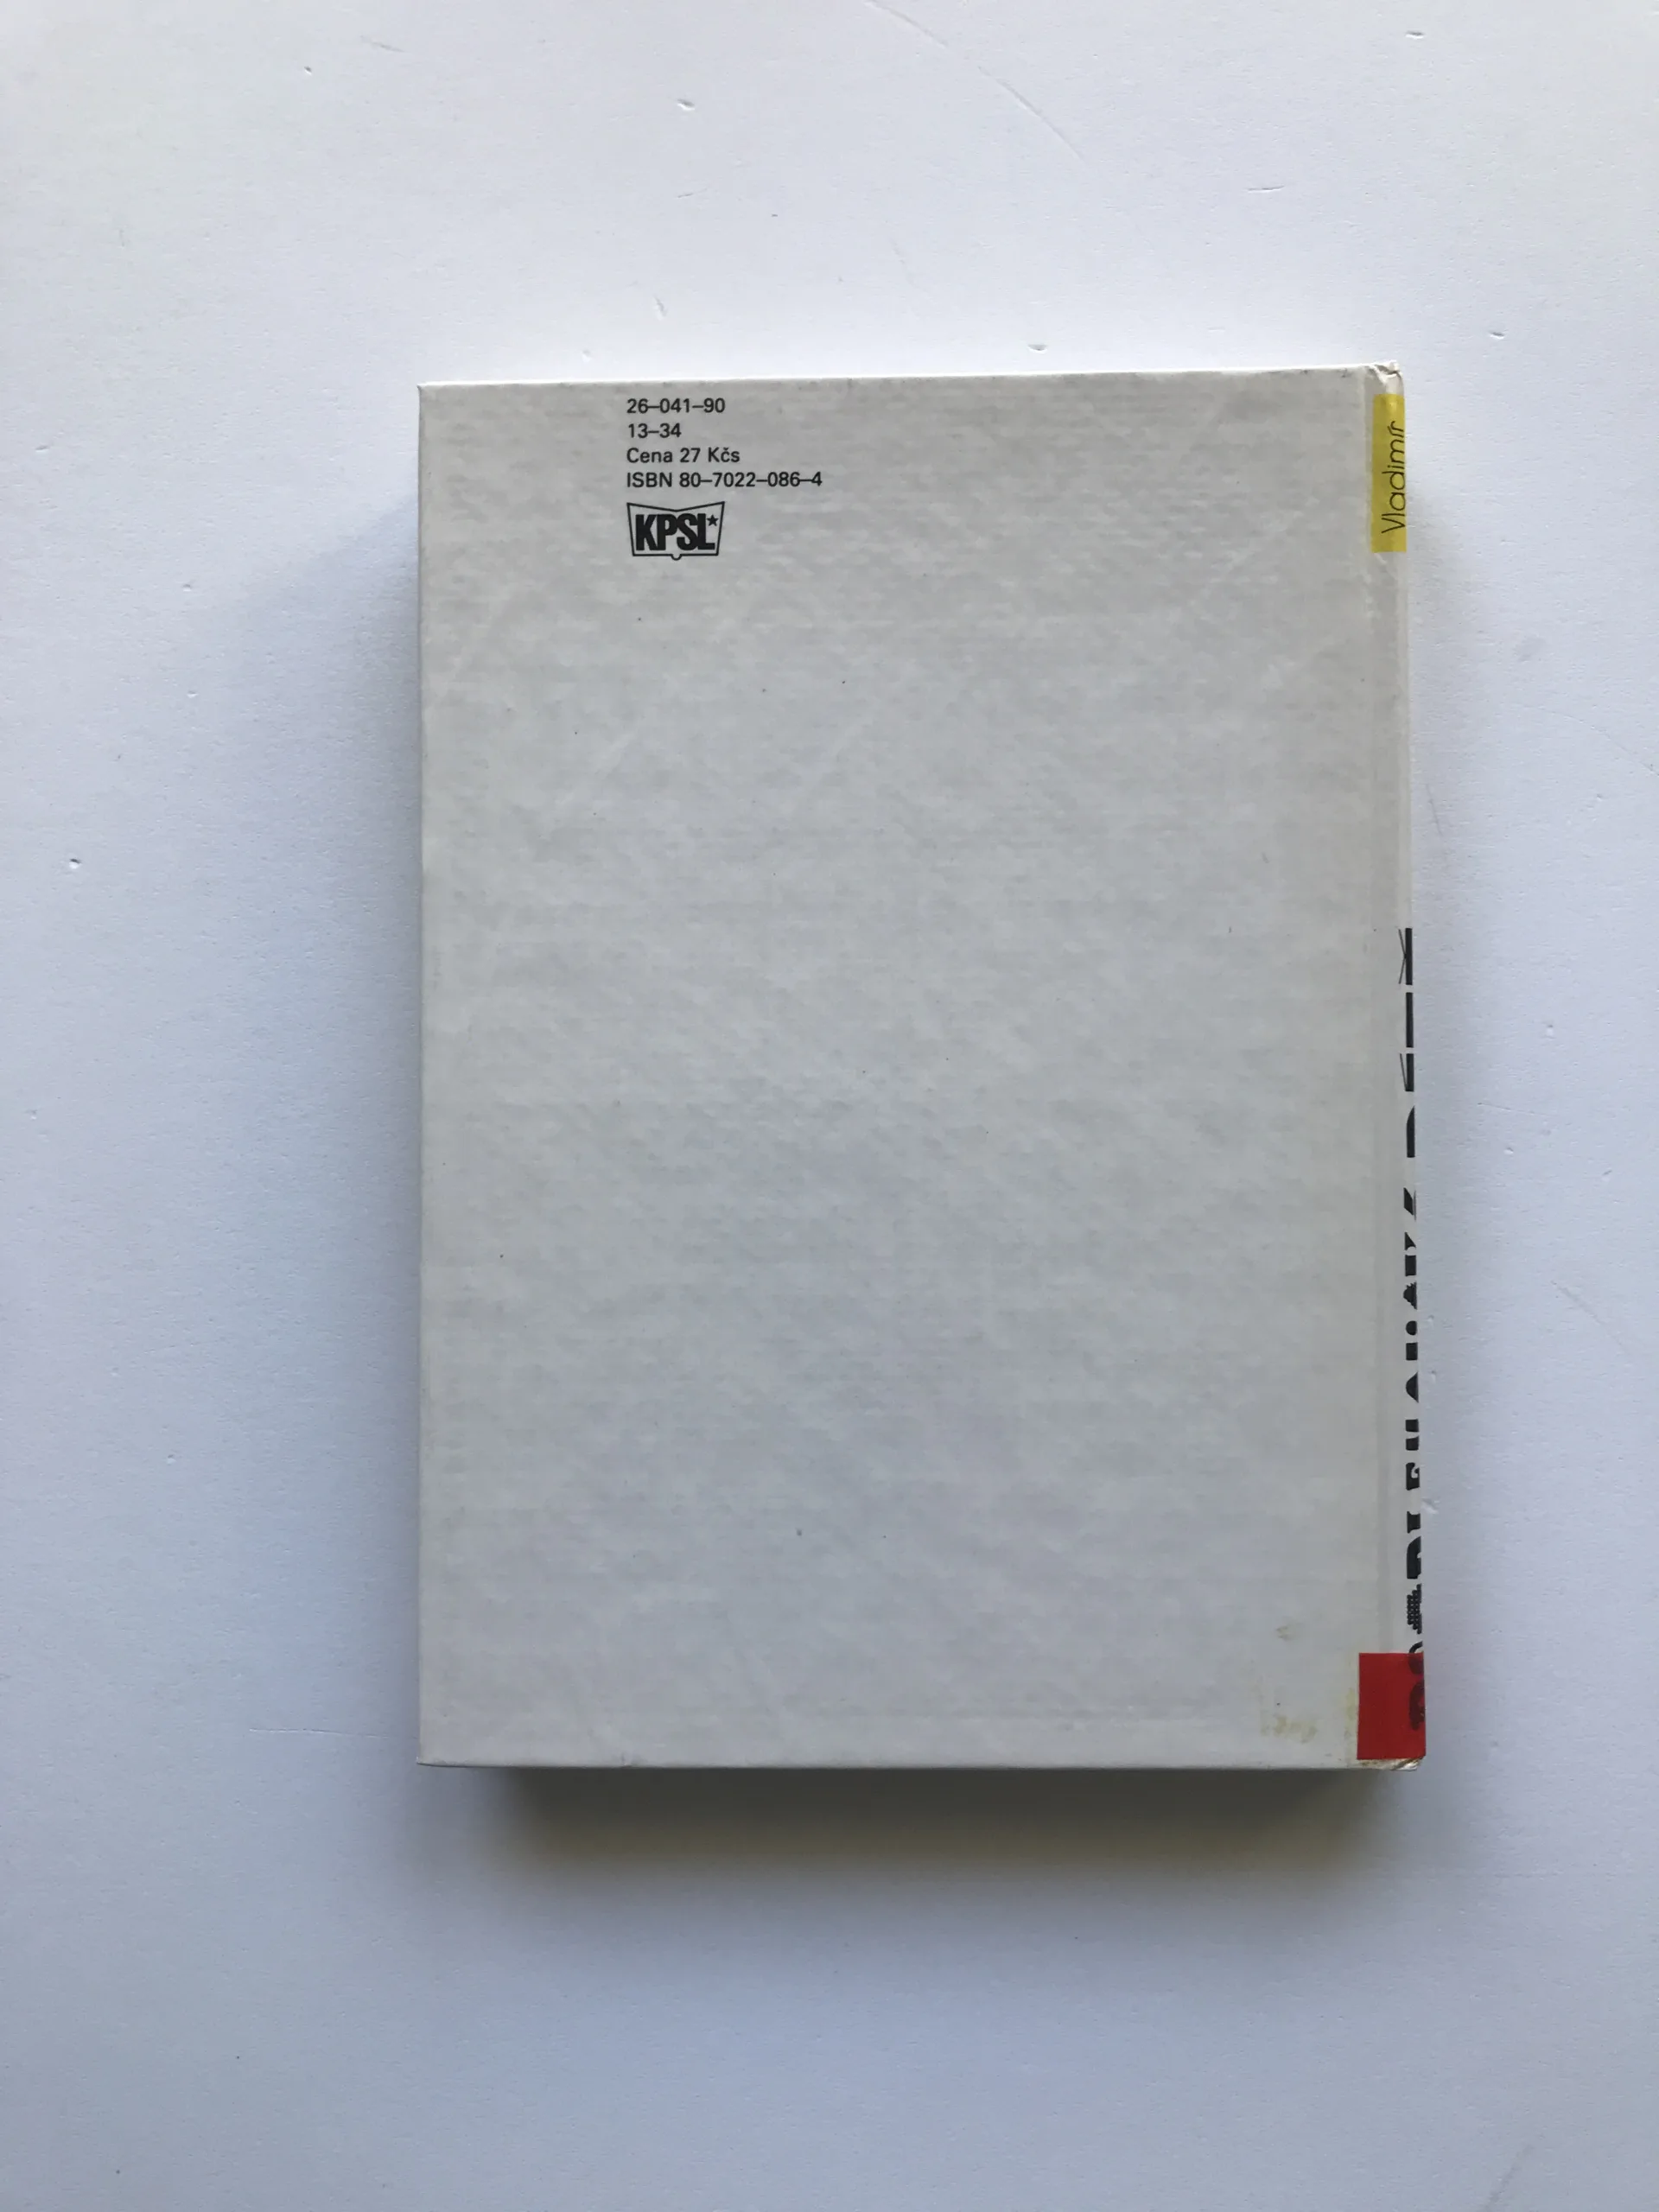 26–041–90
13–34
Cena 27 Kčs
ISBN 80–7022–086–4
KPSL
Vladimír